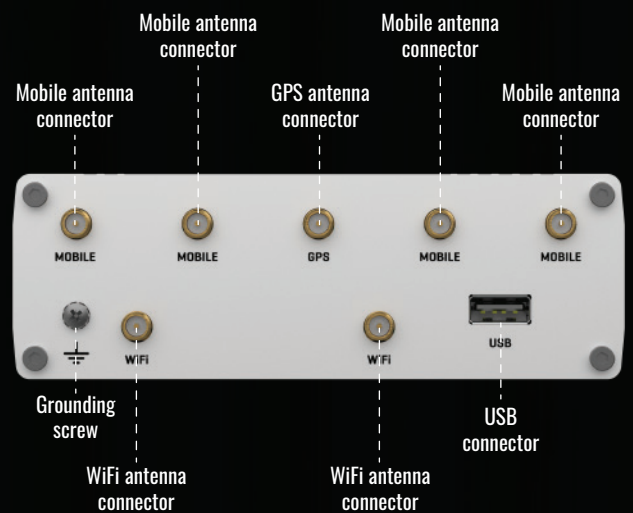 Mobile antenna
connector
Mobile antenna
connector
Mobile antenna
connector
GPS antenna
connector
Mobile antenna
connector
MOBILE
MOBILE
GPS
MOBILE
MOBILE
WiFi
WiFi
USB
Grounding
screw
USB
connector
WiFi antenna
connector
WiFi antenna
connector